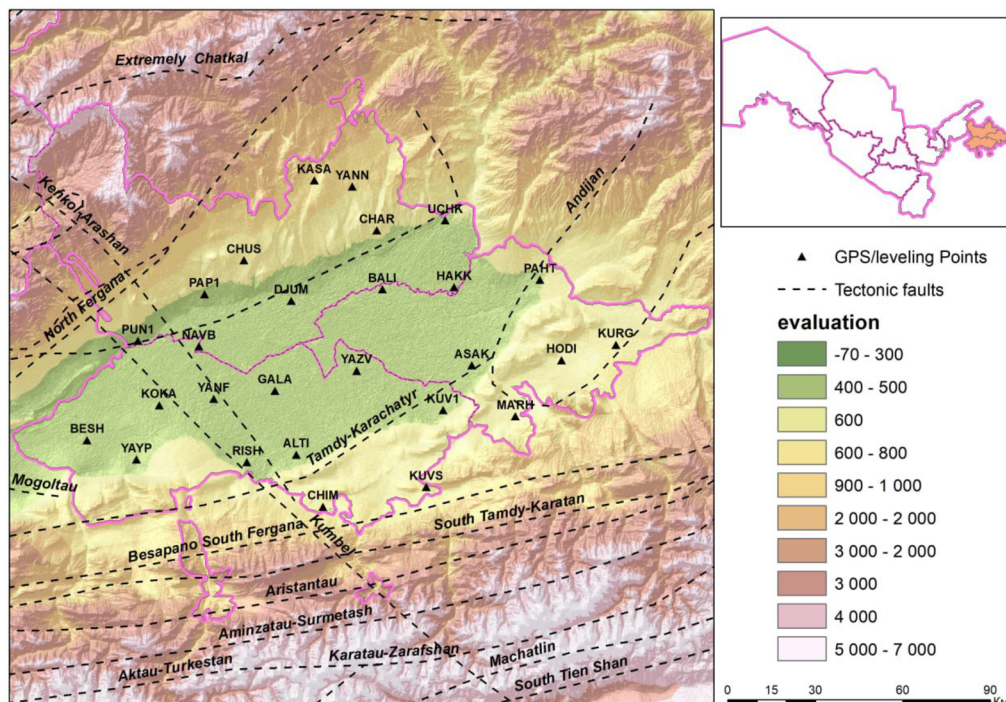 Extremely Chatkal
KASA
YANN
Andijan
Kenkol Arashan
CHAR
UCHK
CHUS
PAP1
DJUM
BALI
HAKK
PAHT
North Fergana
PUN1
NAVB
KURG
HODI
YAZV
ASAK
KOKA
YANF
GALA
KUV1
MARH
Tamdy-Karachatyr
BESH
YAYP
RISH
ALTI
Mogoltau
KUVS
CHIM
Besapano South Fergana
South Tamdy-Karatan
Kumbel
Aristantau
Aminzatau-Surmetash
Aktau-Turkestan
Karatau-Zarafshan
Machatlin
South Tien Shan
GPS/leveling Points
Tectonic faults
evaluation
-70 - 300
400 - 500
600
600 - 800
900 - 1 000
2 000 - 2 000
3 000 - 2 000
3 000
4 000
5 000 - 7 000
0 15 30 60 90